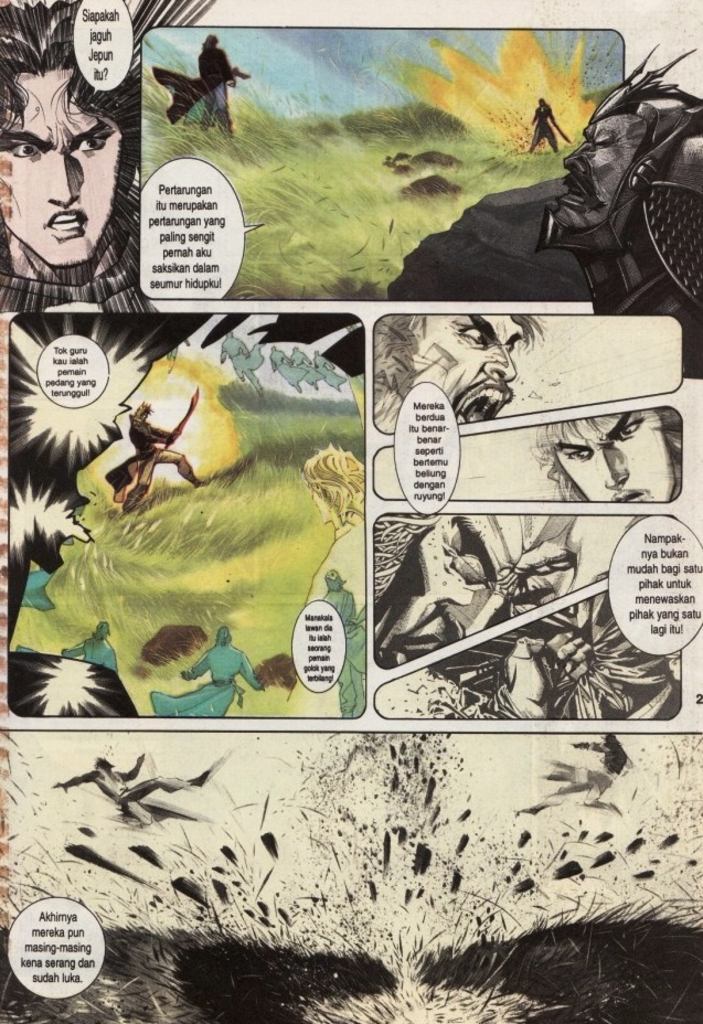 Siapakah
jaguh
Jepun
itu?
Pertarungan
itu merupakan
pertarungan yang
paling sengit
pernah aku
saksikan dalam
seumur hidupku!
Tok guru
kau ialah
pemain
pedang yang
terunggul!
Manakala
lawan dia
itu ialah
seorang
pemain
golok yang
terbilang!
Mereka
berdua
itu benar-
benar
seperti
bertemu
beliung
dengan
ruyung!
Nampak-
nya bukan
mudah bagi satu
pihak untuk
menewaskan
pihak yang satu
lagi itu!
2
Akhirnya
mereka pun
masing-masing
kena serang dan
sudah luka.